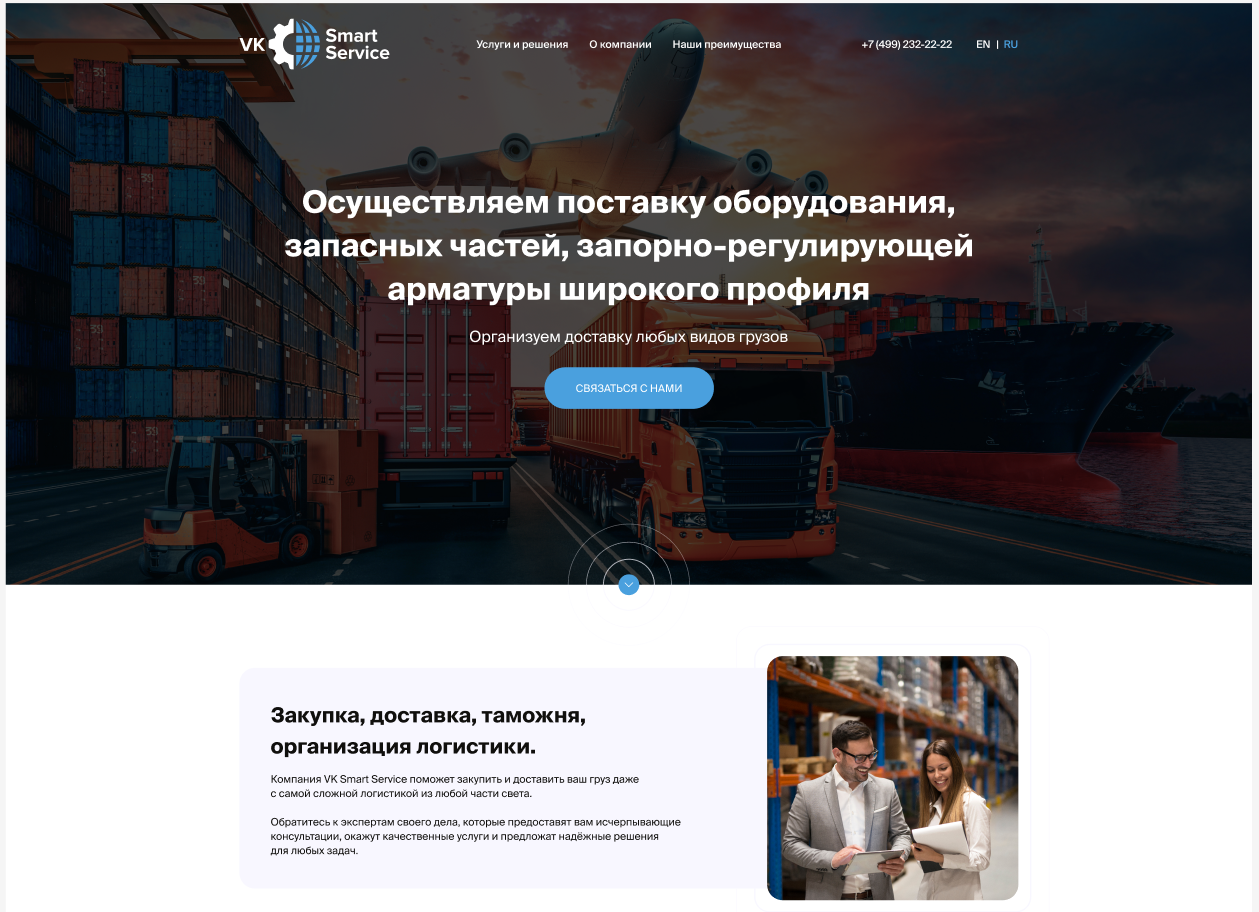 VK Smart Service
Услуги и решения
О компании
Наши преимущества
+7 (499) 232-22-22
EN | RU
Осуществляем поставку оборудования,
запасных частей, запорно-регулирующей
арматуры широкого профиля
Организуем доставку любых видов грузов
СВЯЗАТЬСЯ С НАМИ
Закупка, доставка, таможня,
организация логистики.
Компания VK Smart Service поможет закупить и доставить ваш груз даже
с самой сложной логистикой из любой части света.
Обратитесь к экспертам своего дела, которые предоставят вам исчерпывающие
консультации, окажут качественные услуги и предложат надёжные решения
для любых задач.